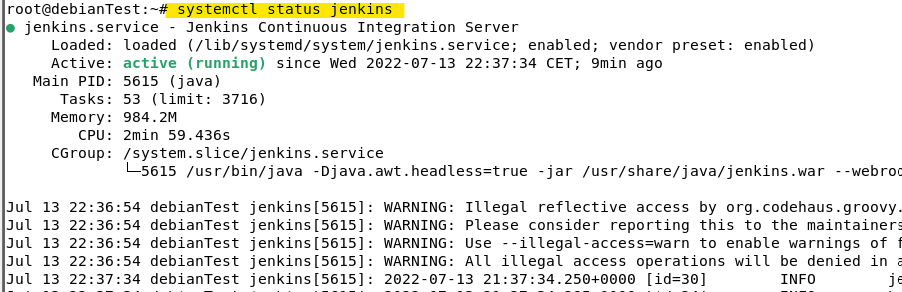 root@debianTest:~# systemctl status jenkins
● jenkins.service - Jenkins Continuous Integration Server
Loaded: loaded (/lib/systemd/system/jenkins.service; enabled; vendor preset: enabled)
Active: active (running) since Wed 2022-07-13 22:37:34 CET; 9min ago
Main PID: 5615 (java)
Tasks: 53 (limit: 3716)
Memory: 984.2M
CPU: 2min 59.436s
CGroup: /system.slice/jenkins.service
└─5615 /usr/bin/java -Djava.awt.headless=true -jar /usr/share/java/jenkins.war --webroo
Jul 13 22:36:54 debianTest jenkins[5615]: WARNING: Illegal reflective access by org.codehaus.groovy.
Jul 13 22:36:54 debianTest jenkins[5615]: WARNING: Please consider reporting this to the maintainers
Jul 13 22:36:54 debianTest jenkins[5615]: WARNING: Use --illegal-access=warn to enable warnings of f
Jul 13 22:36:54 debianTest jenkins[5615]: WARNING: All illegal access operations will be denied in a
Jul 13 22:37:34 debianTest jenkins[5615]: 2022-07-13 21:37:34.250+0000 [id=30] INFO je